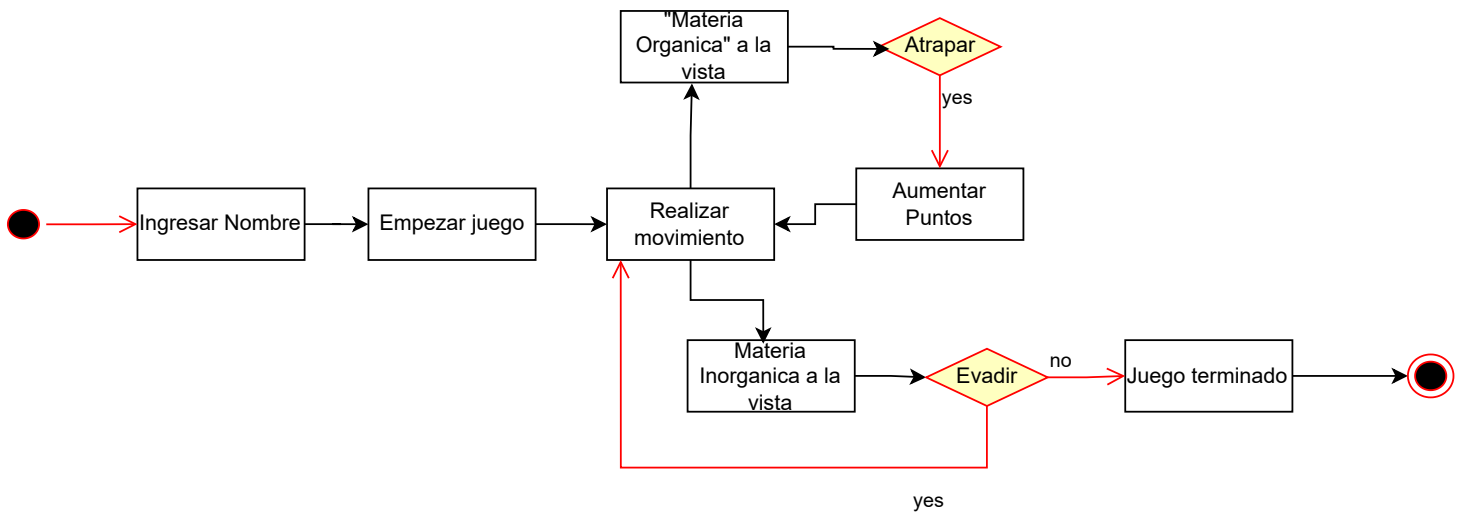 "Materia
Organica" a la
vista
Atrapar
yes
Aumentar
Puntos
Ingresar Nombre
Empezar juego
Realizar
movimiento
Materia
Inorganica a la
vista
Evadir
no
Juego terminado
yes